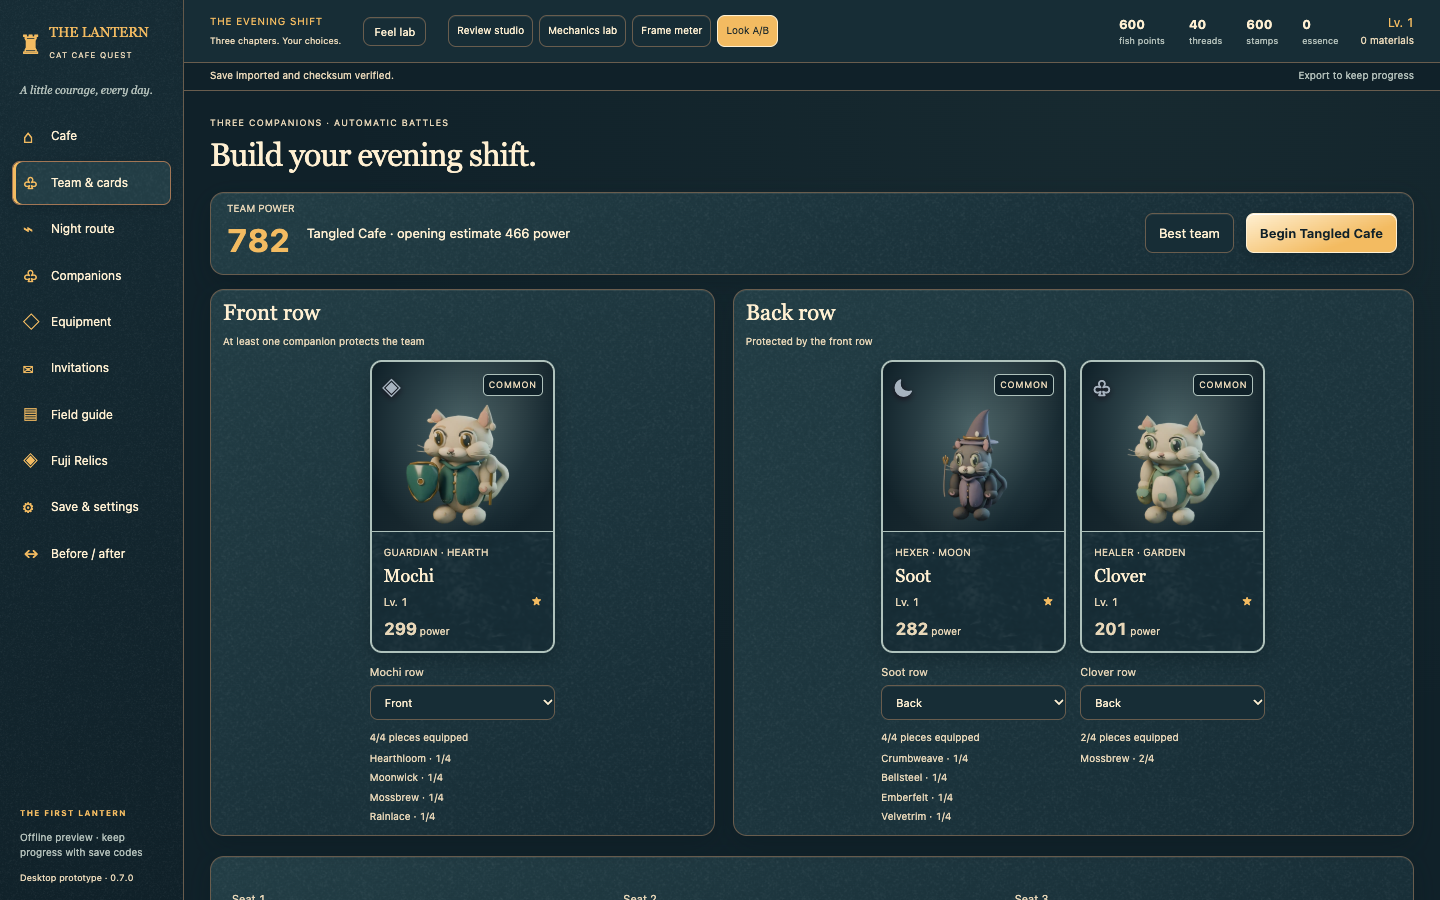 THE LANTERN
CAT CAFE QUEST
A little courage, every day.
Cafe
Team & cards
Night route
Companions
Equipment
Invitations
Field guide
Fuji Relics
Save & settings
Before / after
THE FIRST LANTERN
Offline preview · keep
progress with save codes
Desktop prototype · 0.7.0
THE EVENING SHIFT
Three chapters. Your choices.
Feel lab
Review studio
Mechanics lab
Frame meter
Look A/B
600
fish points
40
threads
600
stamps
0
essence
Lv. 1
0 materials
Save imported and checksum verified.
Export to keep progress
THREE COMPANIONS · AUTOMATIC BATTLES
Build your evening shift.
TEAM POWER
782
Tangled Cafe · opening estimate 466 power
Best team
Begin Tangled Cafe
Front row
At least one companion protects the team
COMMON
GUARDIAN · HEARTH
Mochi
Lv. 1
299 power
Mochi row
Front
4/4 pieces equipped
Hearthloom · 1/4
Moonwick · 1/4
Mossbrew · 1/4
Rainlace · 1/4
Back row
Protected by the front row
COMMON
HEXER · MOON
Soot
Lv. 1
282 power
Soot row
Back
4/4 pieces equipped
Crumbweave · 1/4
Bellsteel · 1/4
Emberfelt · 1/4
Velvetrim · 1/4
COMMON
HEALER · GARDEN
Clover
Lv. 1
201 power
Clover row
Back
2/4 pieces equipped
Mossbrew · 2/4
Seat 1
Seat 2
Seat 3